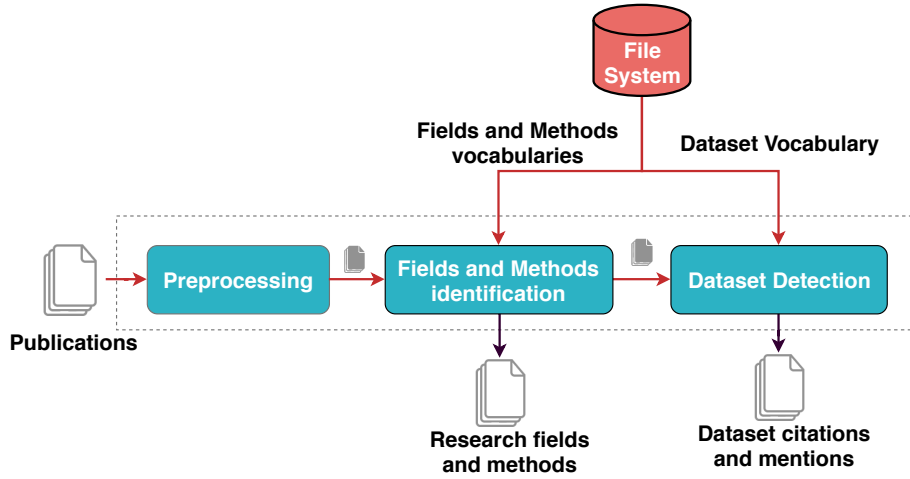 File
System
Fields and Methods
vocabularies
Dataset Vocabulary
Preprocessing
Fields and Methods
identification
Dataset Detection
Publications
Research fields
and methods
Dataset citations
and mentions